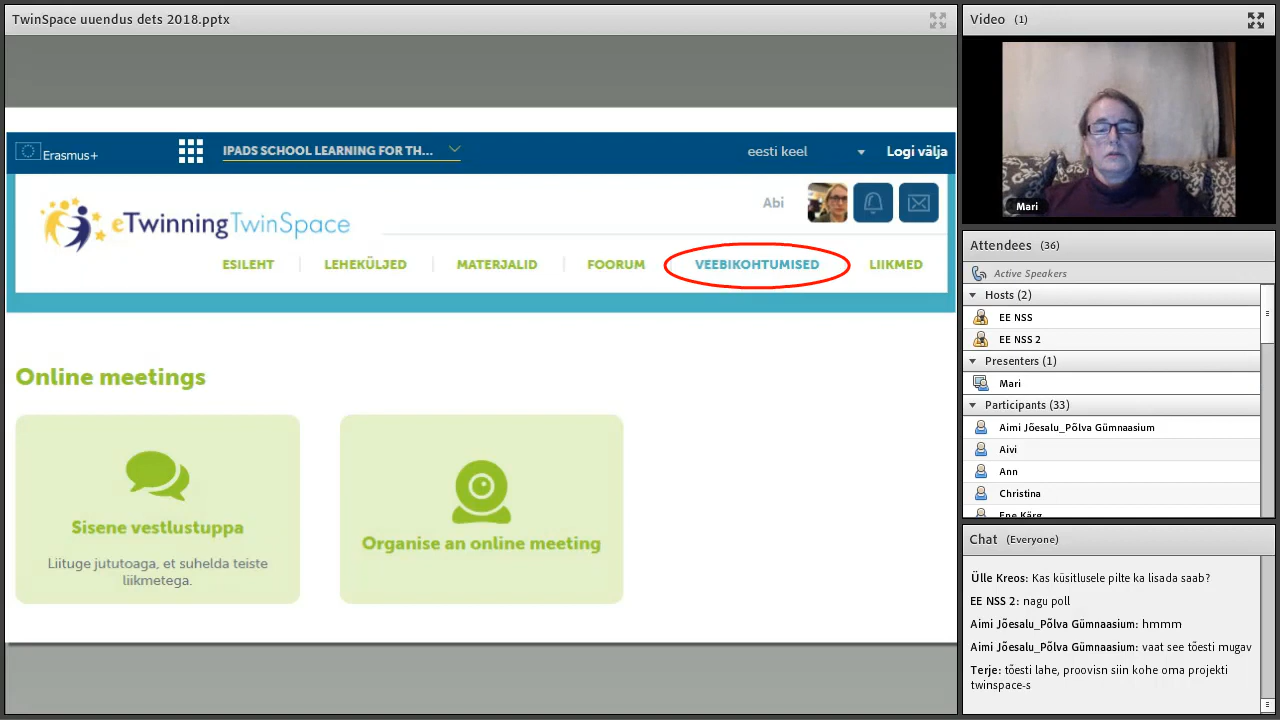 TwinSpace uuendus dets 2018.pptx
Erasmus+
IPADS SCHOOL LEARNING FOR TH...
eesti keel
Logi välja
eTwinningTwinSpace
Abi
ESILEHT
LEHEKÜLJED
MATERJALID
FOORUM
VEEBIKOHTUMISED
LIIKMED
Online meetings
Sisene vestlustuppa
Liituge jututoaga, et suhelda teiste
liikmetega.
Organise an online meeting
Video (1)
Mari
Attendees (36)
Active Speakers
Hosts (2)
EE NSS
EE NSS 2
Presenters (1)
Mari
Participants (33)
Aimi Jõesalu_Põlva Gümnaasium
Aivi
Ann
Christina
Ene Kärg
Chat (Everyone)
Ülle Kreos: Kas küsitlusele pilte ka lisada saab?
EE NSS 2: nagu poll
Aimi Jõesalu_Põlva Gümnaasium: hmmm
Aimi Jõesalu_Põlva Gümnaasium: vaat see tõesti mugav
Terje: tõesti lahe, proovisn siin kohe oma projekti
twinspace-s